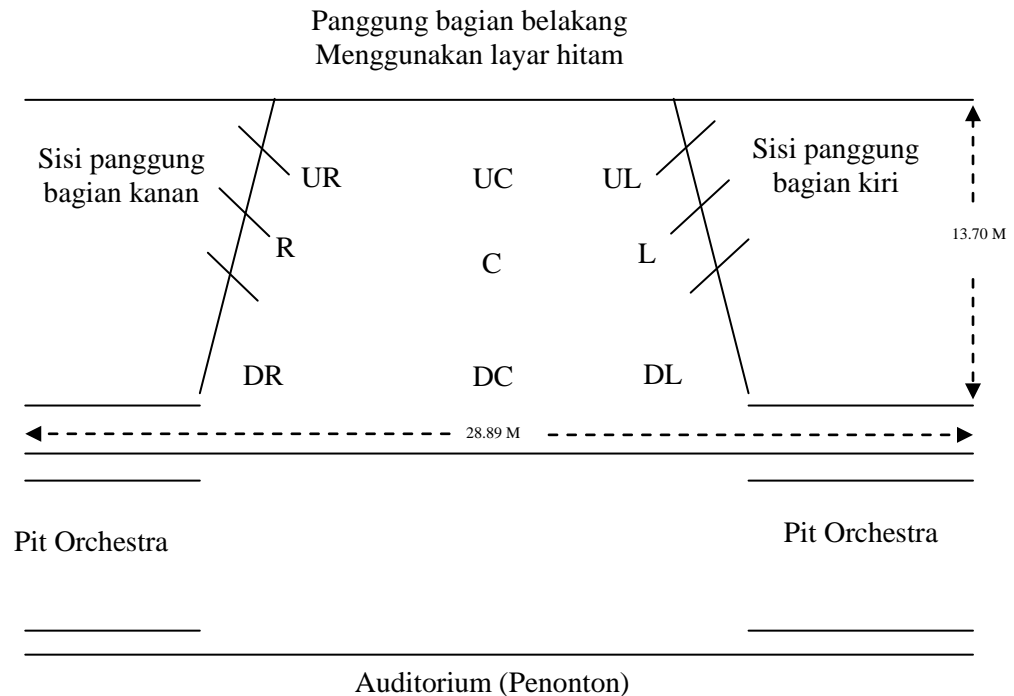 Panggung bagian belakang
Menggunakan layar hitam
Sisi panggung
bagian kanan
UR
UC
UL
Sisi panggung
bagian kiri
R
C
L
13.70 M
DR
DC
DL
28.89 M
Pit Orchestra
Pit Orchestra
Auditorium (Penonton)